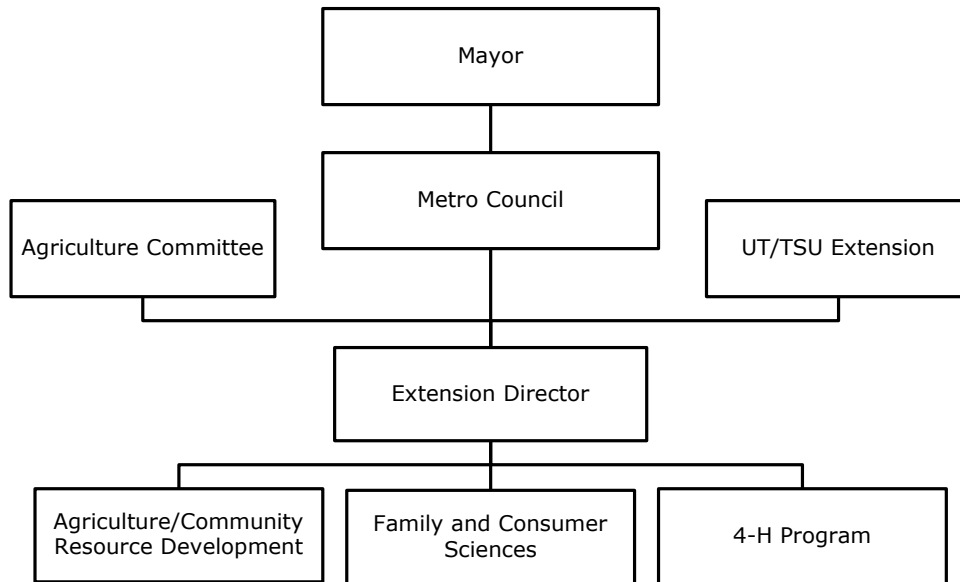 Mayor
Metro Council
Agriculture Committee
UT/TSU Extension
Extension Director
Agriculture/Community
Resource Development
Family and Consumer
Sciences
4-H Program